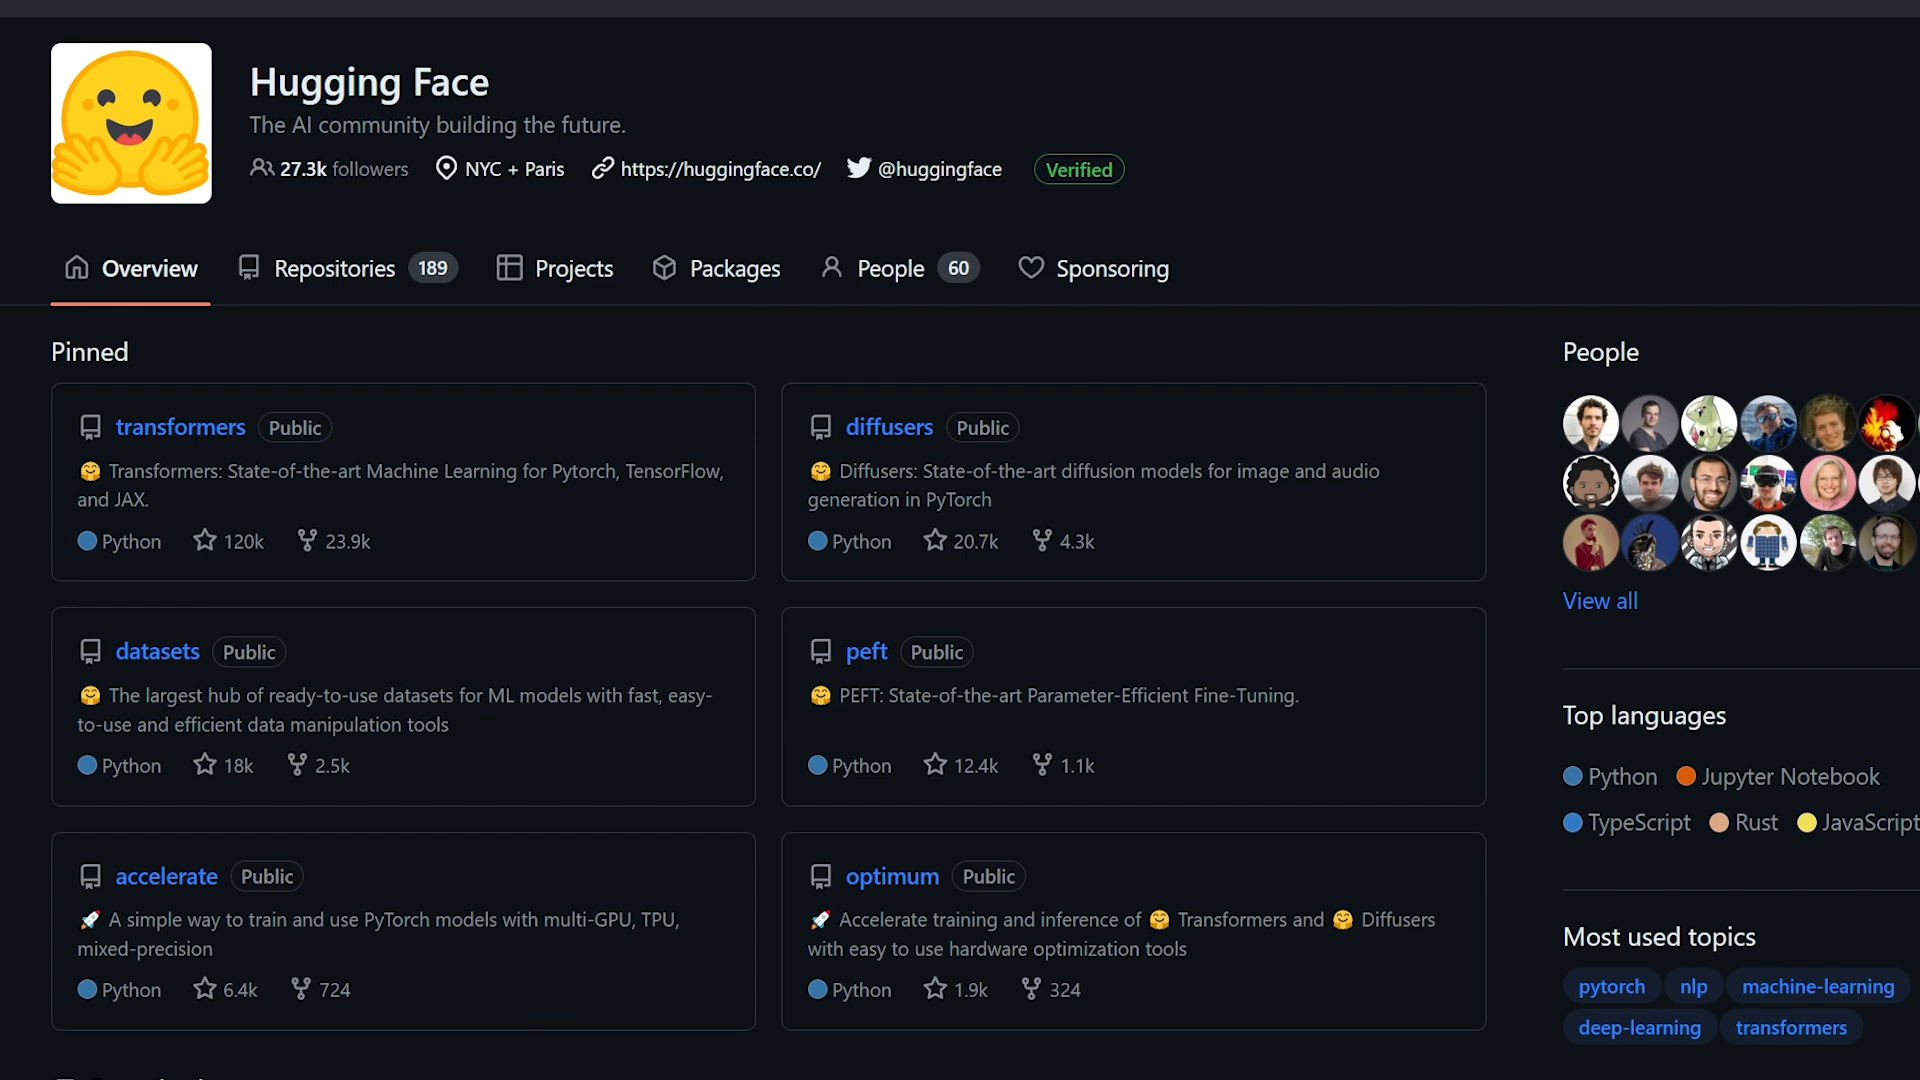 Hugging Face
The AI community building the future.
27.3k followers NYC + Paris https://huggingface.co/ @huggingface Verified
Overview Repositories 189 Projects Packages People 60 Sponsoring
Pinned
transformers Public
Transformers: State-of-the-art Machine Learning for Pytorch, TensorFlow,
and JAX.
Python 120k 23.9k
diffusers Public
Diffusers: State-of-the-art diffusion models for image and audio
generation in PyTorch
Python 20.7k 4.3k
datasets Public
The largest hub of ready-to-use datasets for ML models with fast, easy-
to-use and efficient data manipulation tools
Python 18k 2.5k
peft Public
PEFT: State-of-the-art Parameter-Efficient Fine-Tuning.
Python 12.4k 1.1k
accelerate Public
A simple way to train and use PyTorch models with multi-GPU, TPU,
mixed-precision
Python 6.4k 724
optimum Public
Accelerate training and inference of 🤗 Transformers and 🤗 Diffusers
with easy to use hardware optimization tools
Python 1.9k 324
People
View all
Top languages
Python Jupyter Notebook
TypeScript Rust JavaScript
Most used topics
pytorch nlp machine-learning
deep-learning transformers